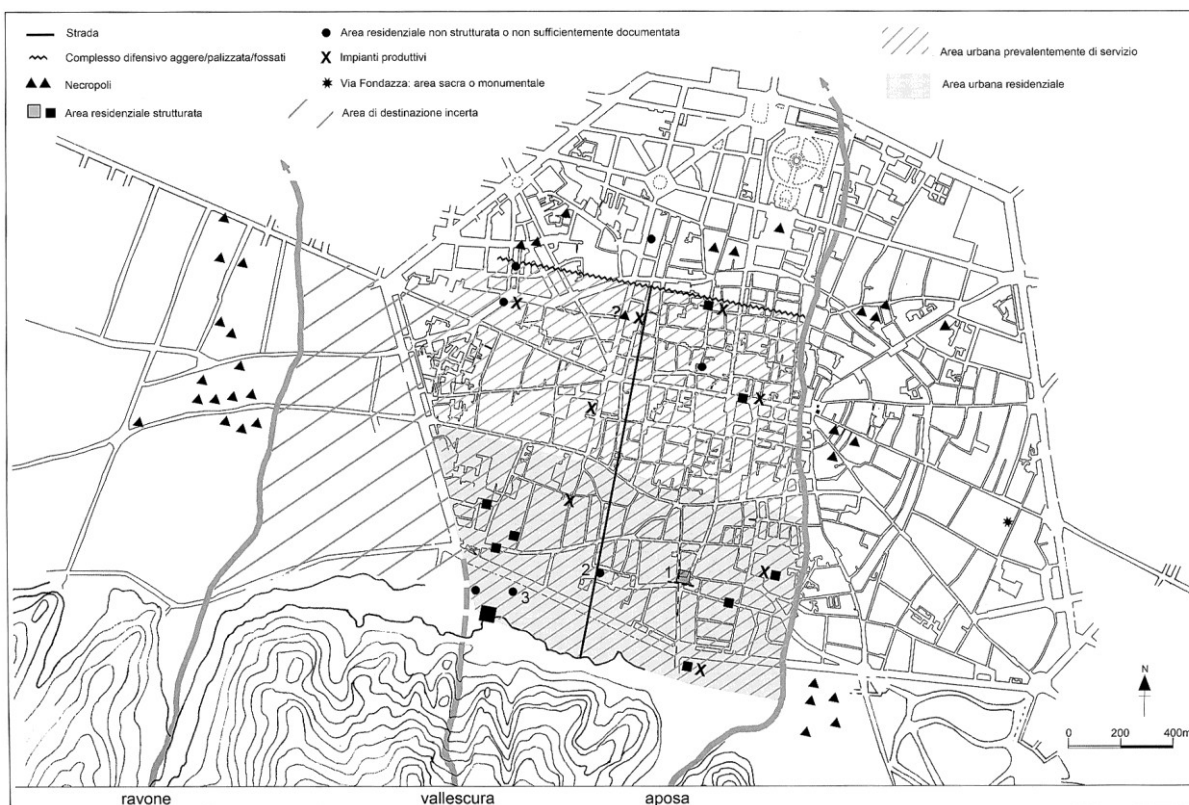 Strada
Complesso difensivo aggere/palizzata/fossati
Necropoli
Area residenziale strutturata
Area residenziale non strutturata o non sufficientemente documentata
X Impianti produttivi
Via Fondazza: area sacra o monumentale
Area di destinazione incerta
Area urbana prevalentemente di servizio
Area urbana residenziale
X
?
X
X
X
X
X
2
1
X
3
X
N
0 200 400m
ravone vallescura aposa